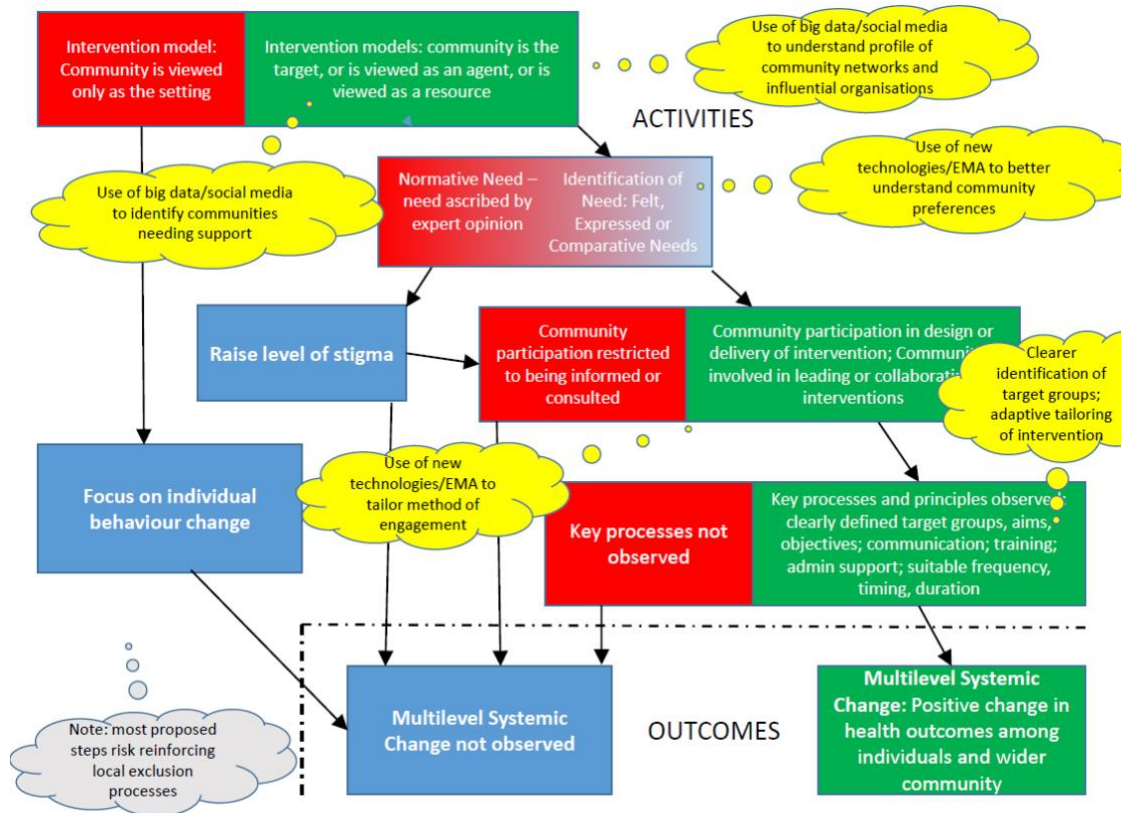 Intervention model:
Community is viewed
only as the setting
Intervention models: community is the
target, or is viewed as an agent, or is
viewed as a resource
Use of big data/social media
to understand profile of
community networks and
influential organisations
ACTIVITIES
Use of new
technologies/EMA to better
understand community
preferences
Use of big data/social media
to identify communities
needing support
Normative Need –
need ascribed by
expert opinion
Identification of
Need: Felt,
Expressed or
Comparative Needs
Raise level of stigma
Community
participation restricted
to being informed or
consulted
Community participation in design or
delivery of intervention; Communi
involved in leading or collaborati
interventions
Clearer
identification of
target groups;
adaptive tailoring
of intervention
Focus on individual
behaviour change
Use of new
technologies/EMA to
tailor method of
engagement
Key processes not
observed
Key processes and principles observed:
clearly defined target groups, aims,
objectives; communication; training;
admin support; suitable frequency,
timing, duration
Note: most proposed
steps risk reinforcing
local exclusion
processes
Multilevel Systemic
Change not observed
OUTCOMES
Multilevel Systemic
Change: Positive change in
health outcomes among
individuals and wider
community